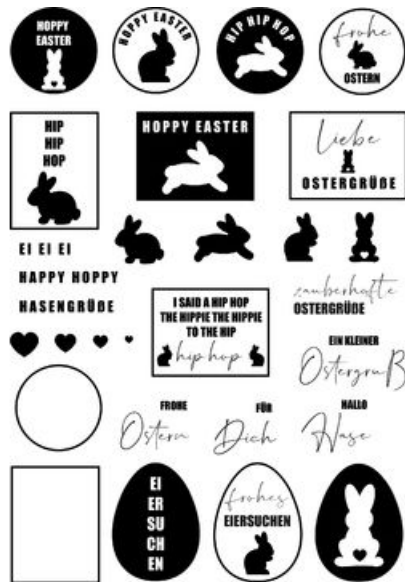 HOPPY
EASTER
HOPPY EASTER
HIP HIP HOP
frohe
OSTERN
HIP
HIP
HOP
HOPPY EASTER
Liebe
OSTERGRÜßE
EI EI EI
HAPPY HOPPY
HASENGRÜßE
I SAID A HIP HOP
THE HIPPIE THE HIPPIE
TO THE HIP
hip hop
zauberhafte
OSTERGRÜßE
EIN KLEINER
Ostergruß
FROHE
Ostern
FÜR
Dich
HALLO
Hase
EI
ER
SU
CH
EN
frohes
EIERSUCHEN